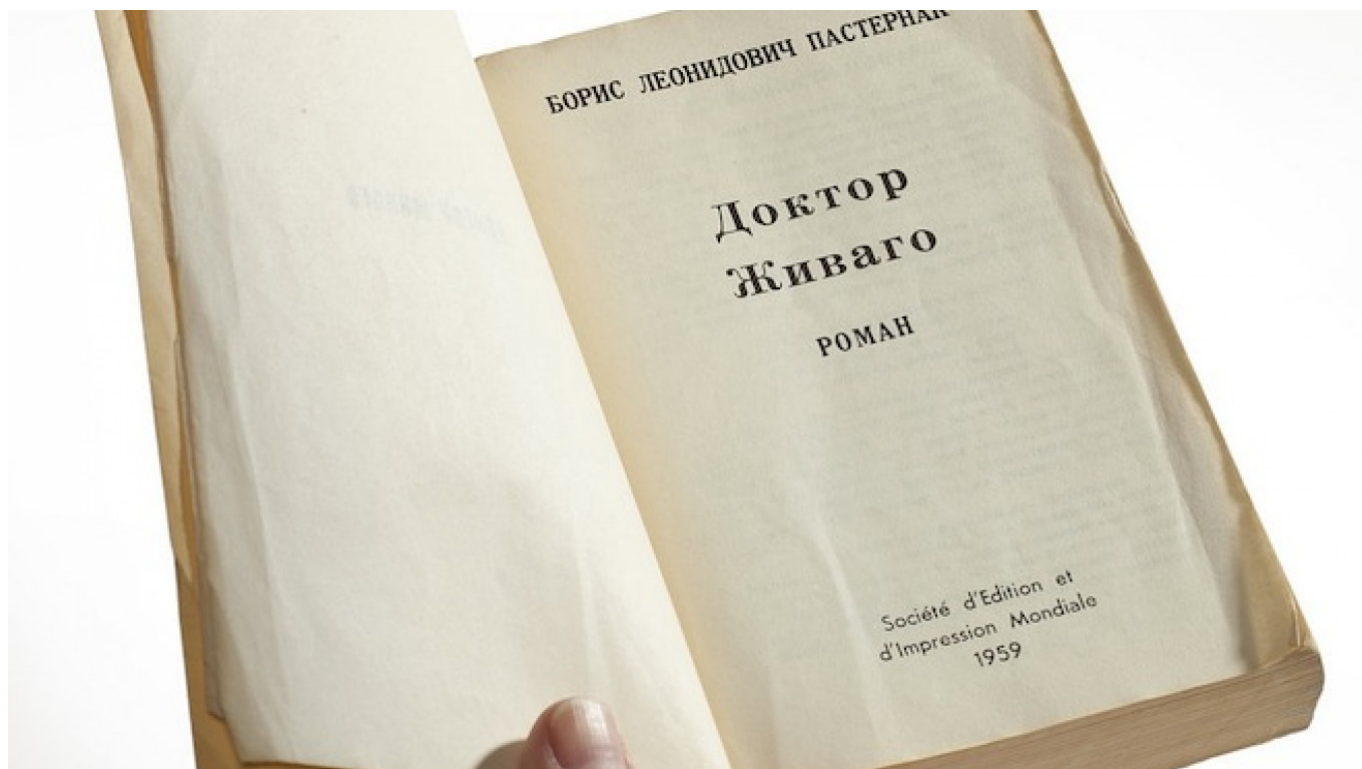 БОРИС ЛЕОНИДОВИЧ ПАСТЕРНАК
Доктор
Живаго
РОМАН
Société d'Edition et
d'Impression Mondiale
1959